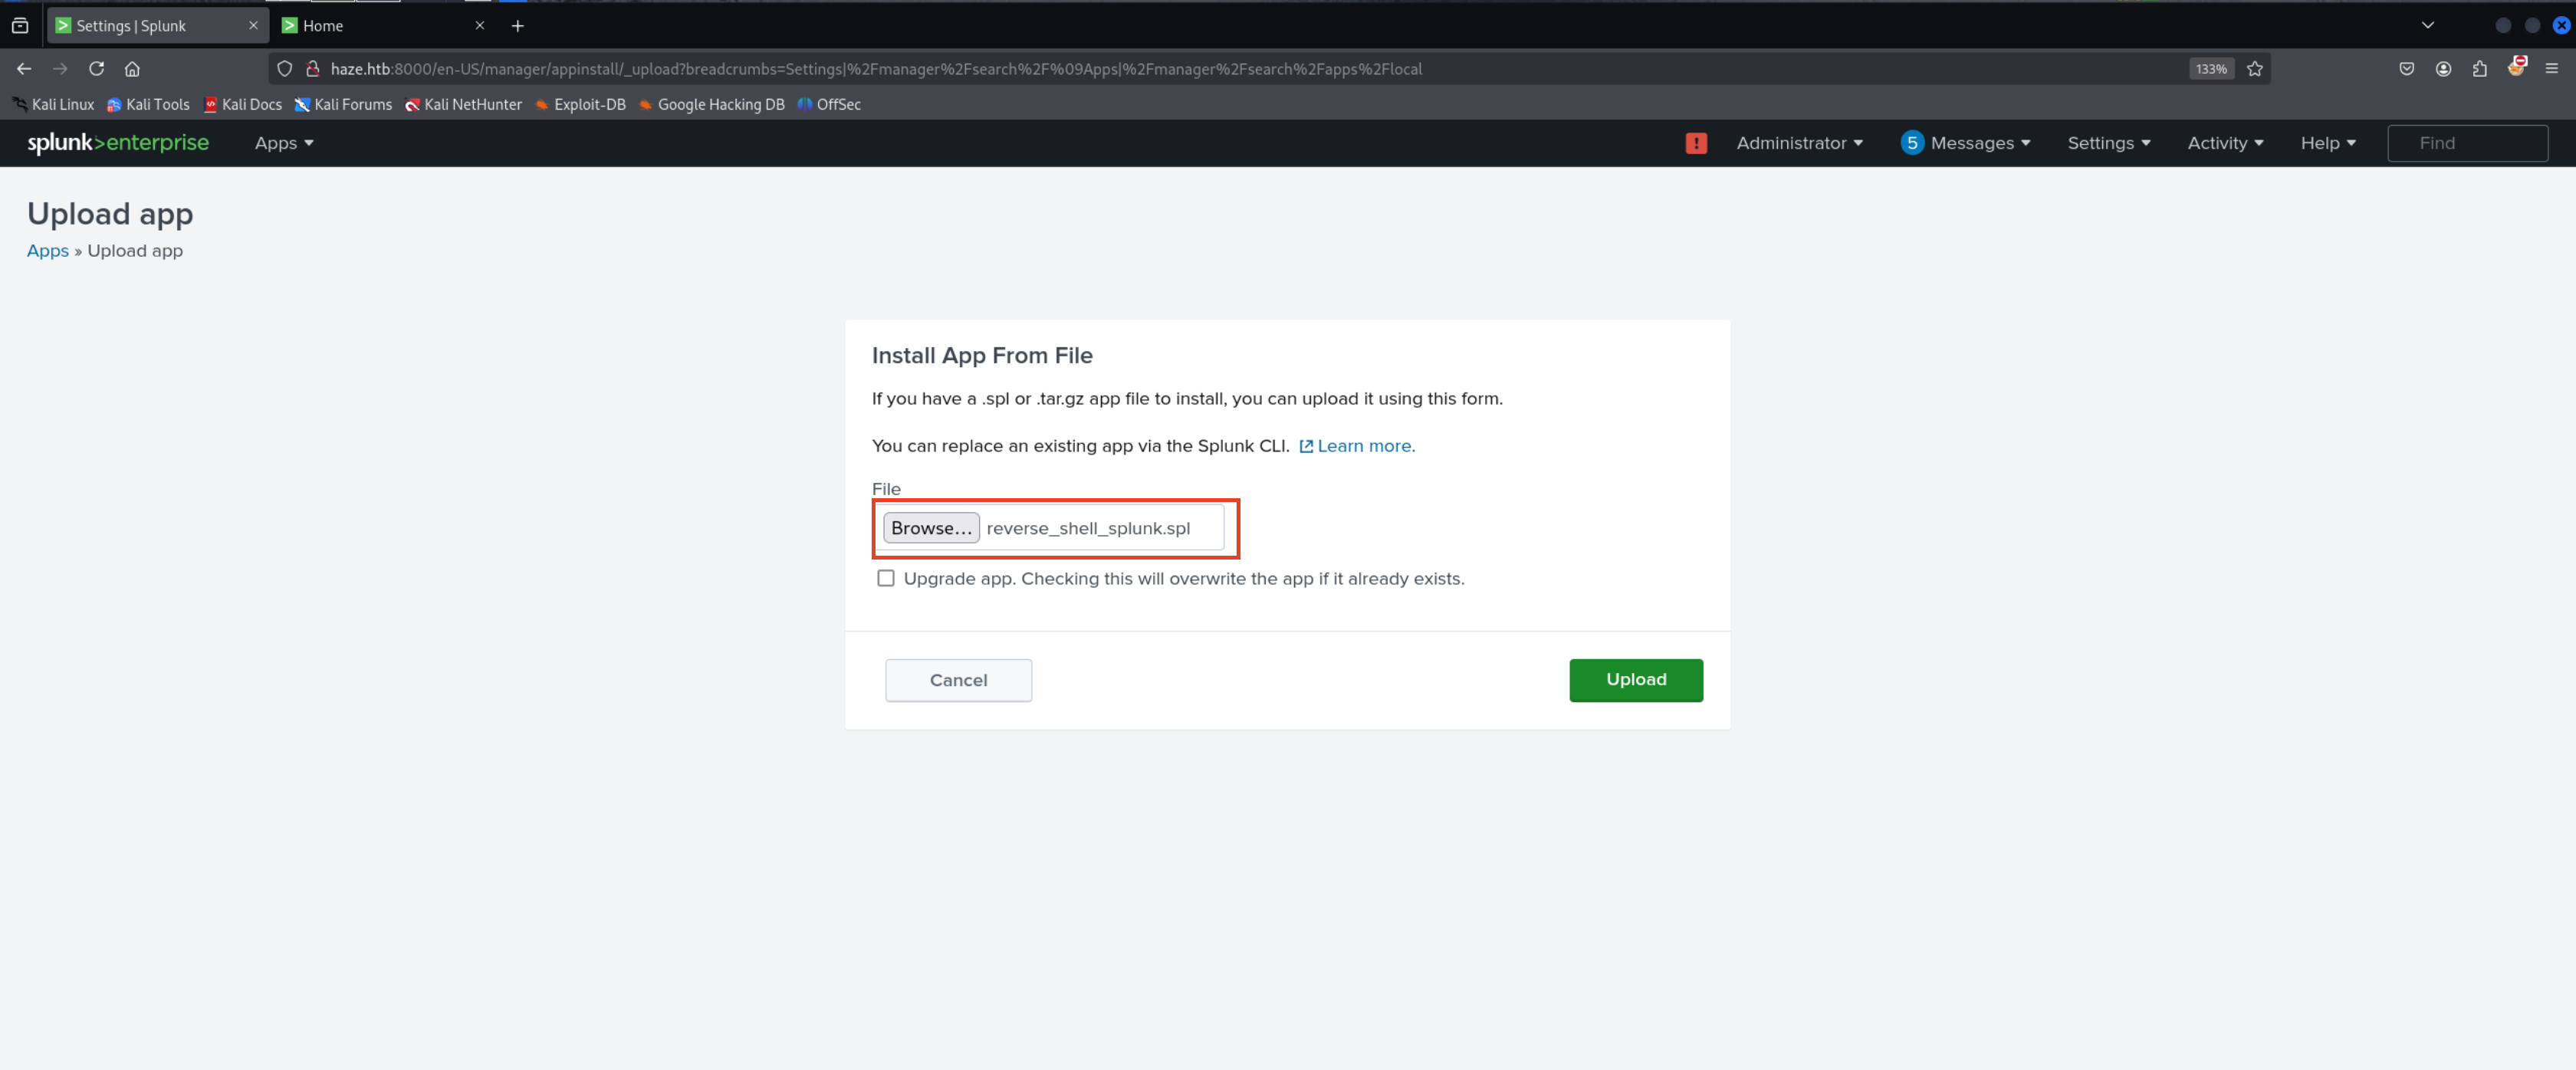 Settings | Splunk
Home
haze.htb:8000/en-US/manager/appinstall/_upload?breadcrumbs=Settings|%2Fmanager%2Fsearch%2F%09Apps|%2Fmanager%2Fsearch%2Fapps%2Flocal
133%
Kali Linux Kali Tools Kali Docs Kali Forums Kali NetHunter Exploit-DB Google Hacking DB OffSec
splunk>enterprise Apps ! Administrator 5 Messages Settings Activity Help Find
Upload app
Apps » Upload app
Install App From File
If you have a .spl or .tar.gz app file to install, you can upload it using this form.
You can replace an existing app via the Splunk CLI. Learn more.
File
Browse... reverse_shell_splunk.spl
Upgrade app. Checking this will overwrite the app if it already exists.
Cancel Upload